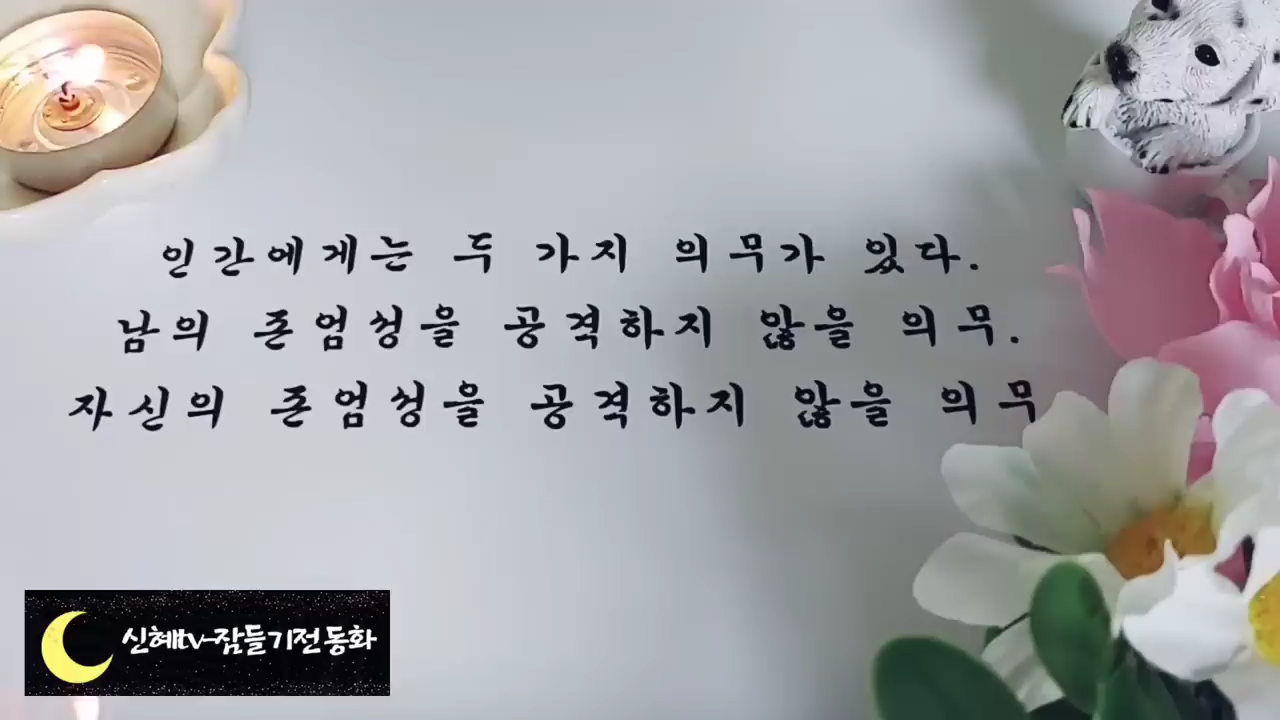 인간에게는 두 가지 의무가 있다.
남의 존엄성을 공격하지 않을 의무.
자신의 존엄성을 공격하지 않을 의무
신혜tv-잠들기전 동화